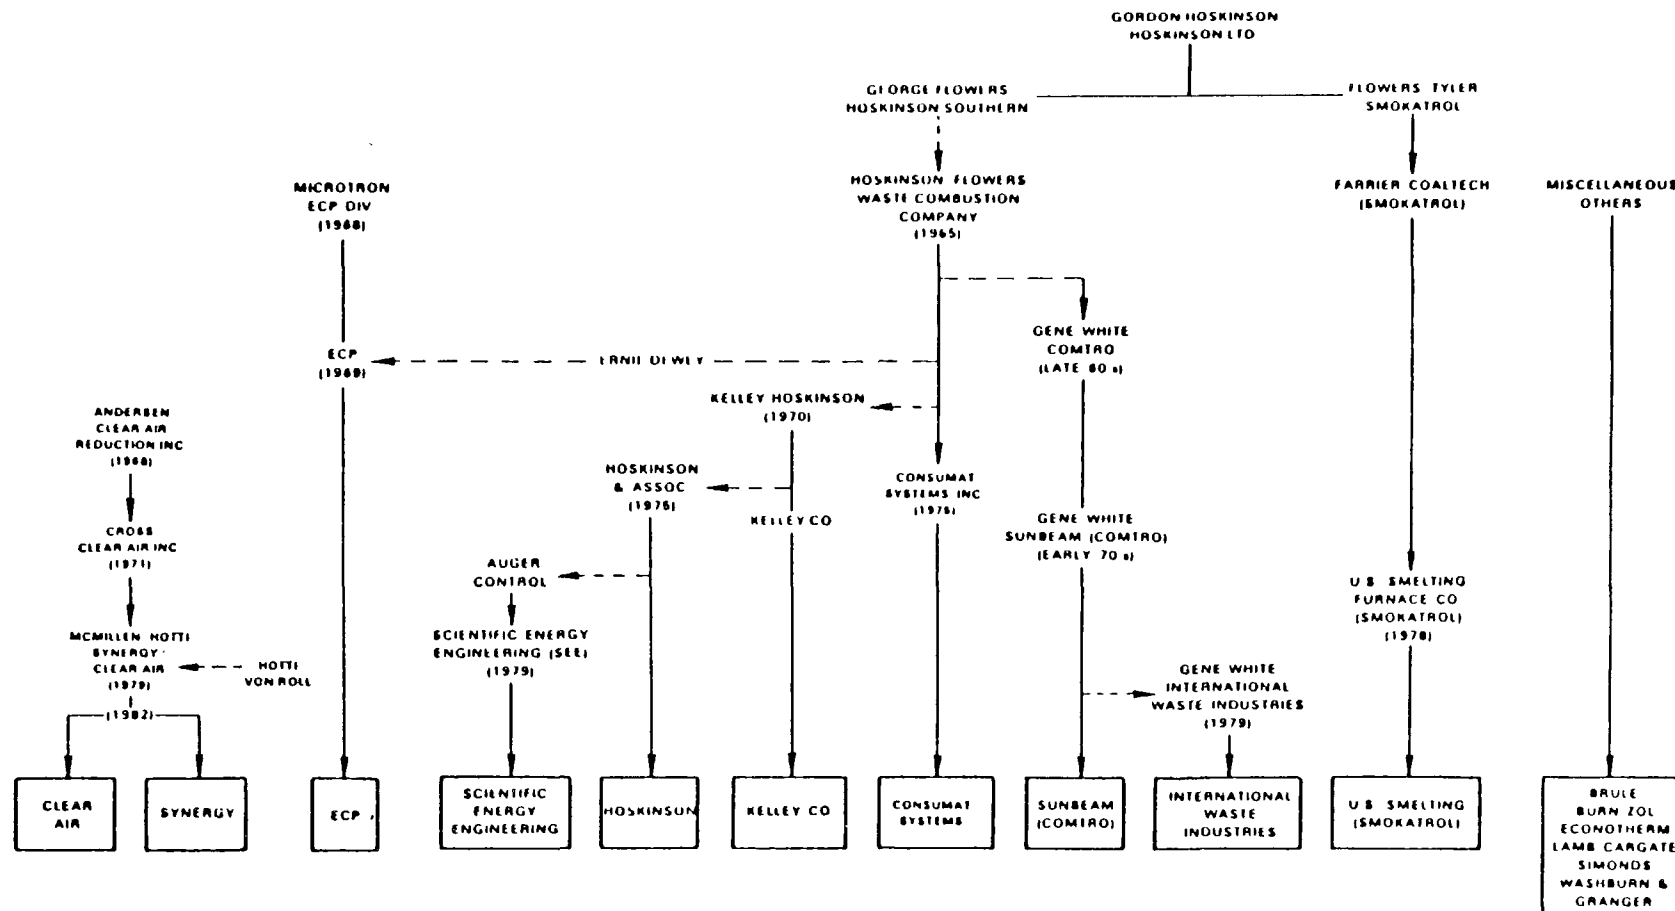 GORDON HOSKINSON
HOSKINSON LTD
GEORGE FLOWERS
HOSKINSON SOUTHERN
FLOWERS TYLER
SMOKATROL
MICROTRON
ECP DIV
(1968)
HOSKINSON FLOWERS
WASTE COMBUSTION
COMPANY
(1965)
FARRIER COALTECH
(SMOKATROL)
MISCELLANEOUS
OTHERS
ECP
(1969)
ERNIE DEWEY
GENE WHITE
COMTRO
(LATE 60 s)
KELLEY HOSKINSON
(1970)
ANDERSEN
CLEAR AIR
REDUCTION INC
(1968)
HOSKINSON
& ASSOC
(1975)
KELLEY CO
CONSUMAT
SYSTEMS INC
(1975)
GENE WHITE
SUNBEAM (COMTRO)
(EARLY 70 s)
CROSS
CLEAR AIR INC
(1971)
AUGER
CONTROL
U S SMELTING
FURNACE CO
(SMOKATROL)
(1978)
MCMILLEN HOTTI
SYNERGY
CLEAR AIR
(1979)
HOTTI
VON ROLL
SCIENTIFIC ENERGY
ENGINEERING (SEE)
(1979)
GENE WHITE
INTERNATIONAL
WASTE INDUSTRIES
(1979)
(1982)
CLEAR
AIR
SYNERGY
ECP
SCIENTIFIC
ENERGY
ENGINEERING
HOSKINSON
KELLEY CO
CONSUMAT
SYSTEMS
SUNBEAM
(COMTRO)
INTERNATIONAL
WASTE
INDUSTRIES
U S SMELTING
(SMOKATROL)
BRULE
BURN ZOL
ECONOTHERM
LAMB CARGATE
SIMONDS
WASHBURN &
GRANGER